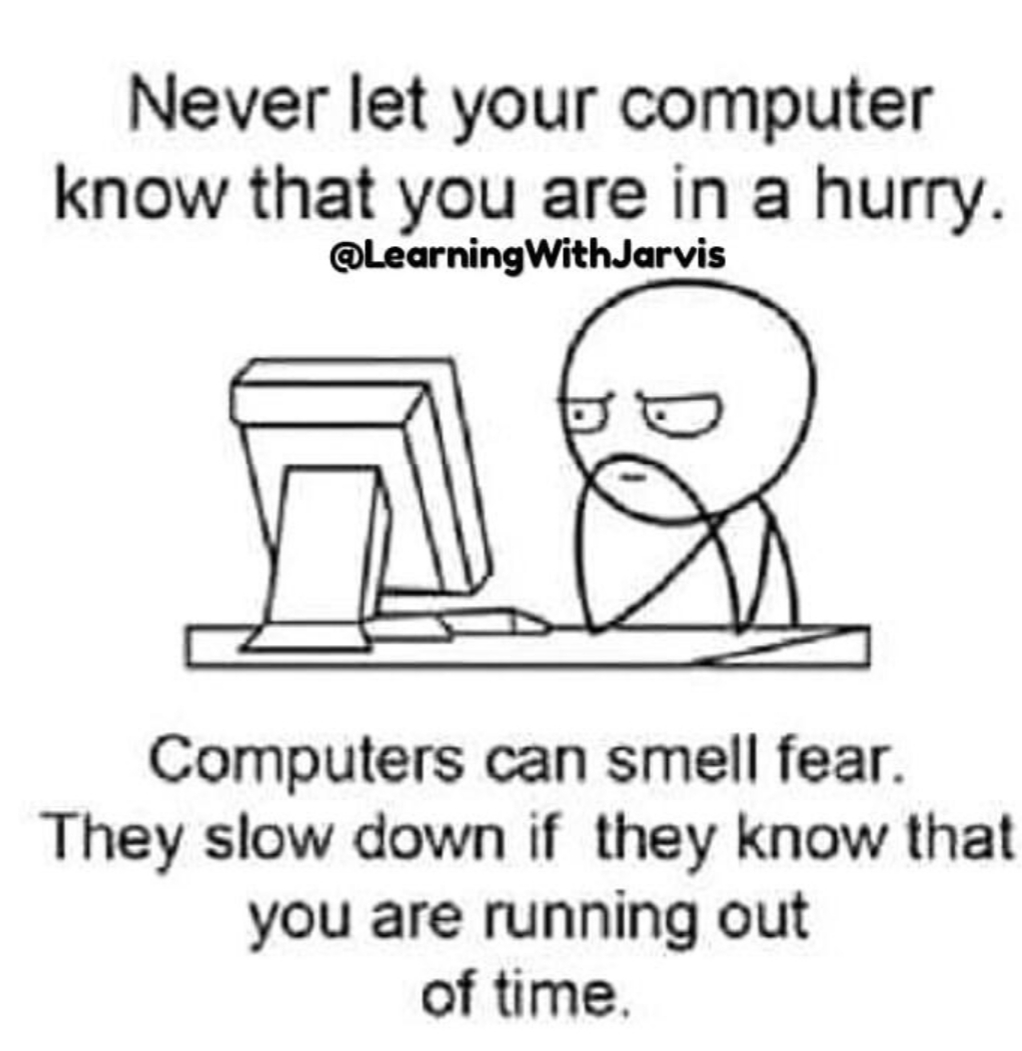 Never let your computer
know that you are in a hurry.
@LearningWithJarvis
Computers can smell fear.
They slow down if they know that
you are running out
of time.